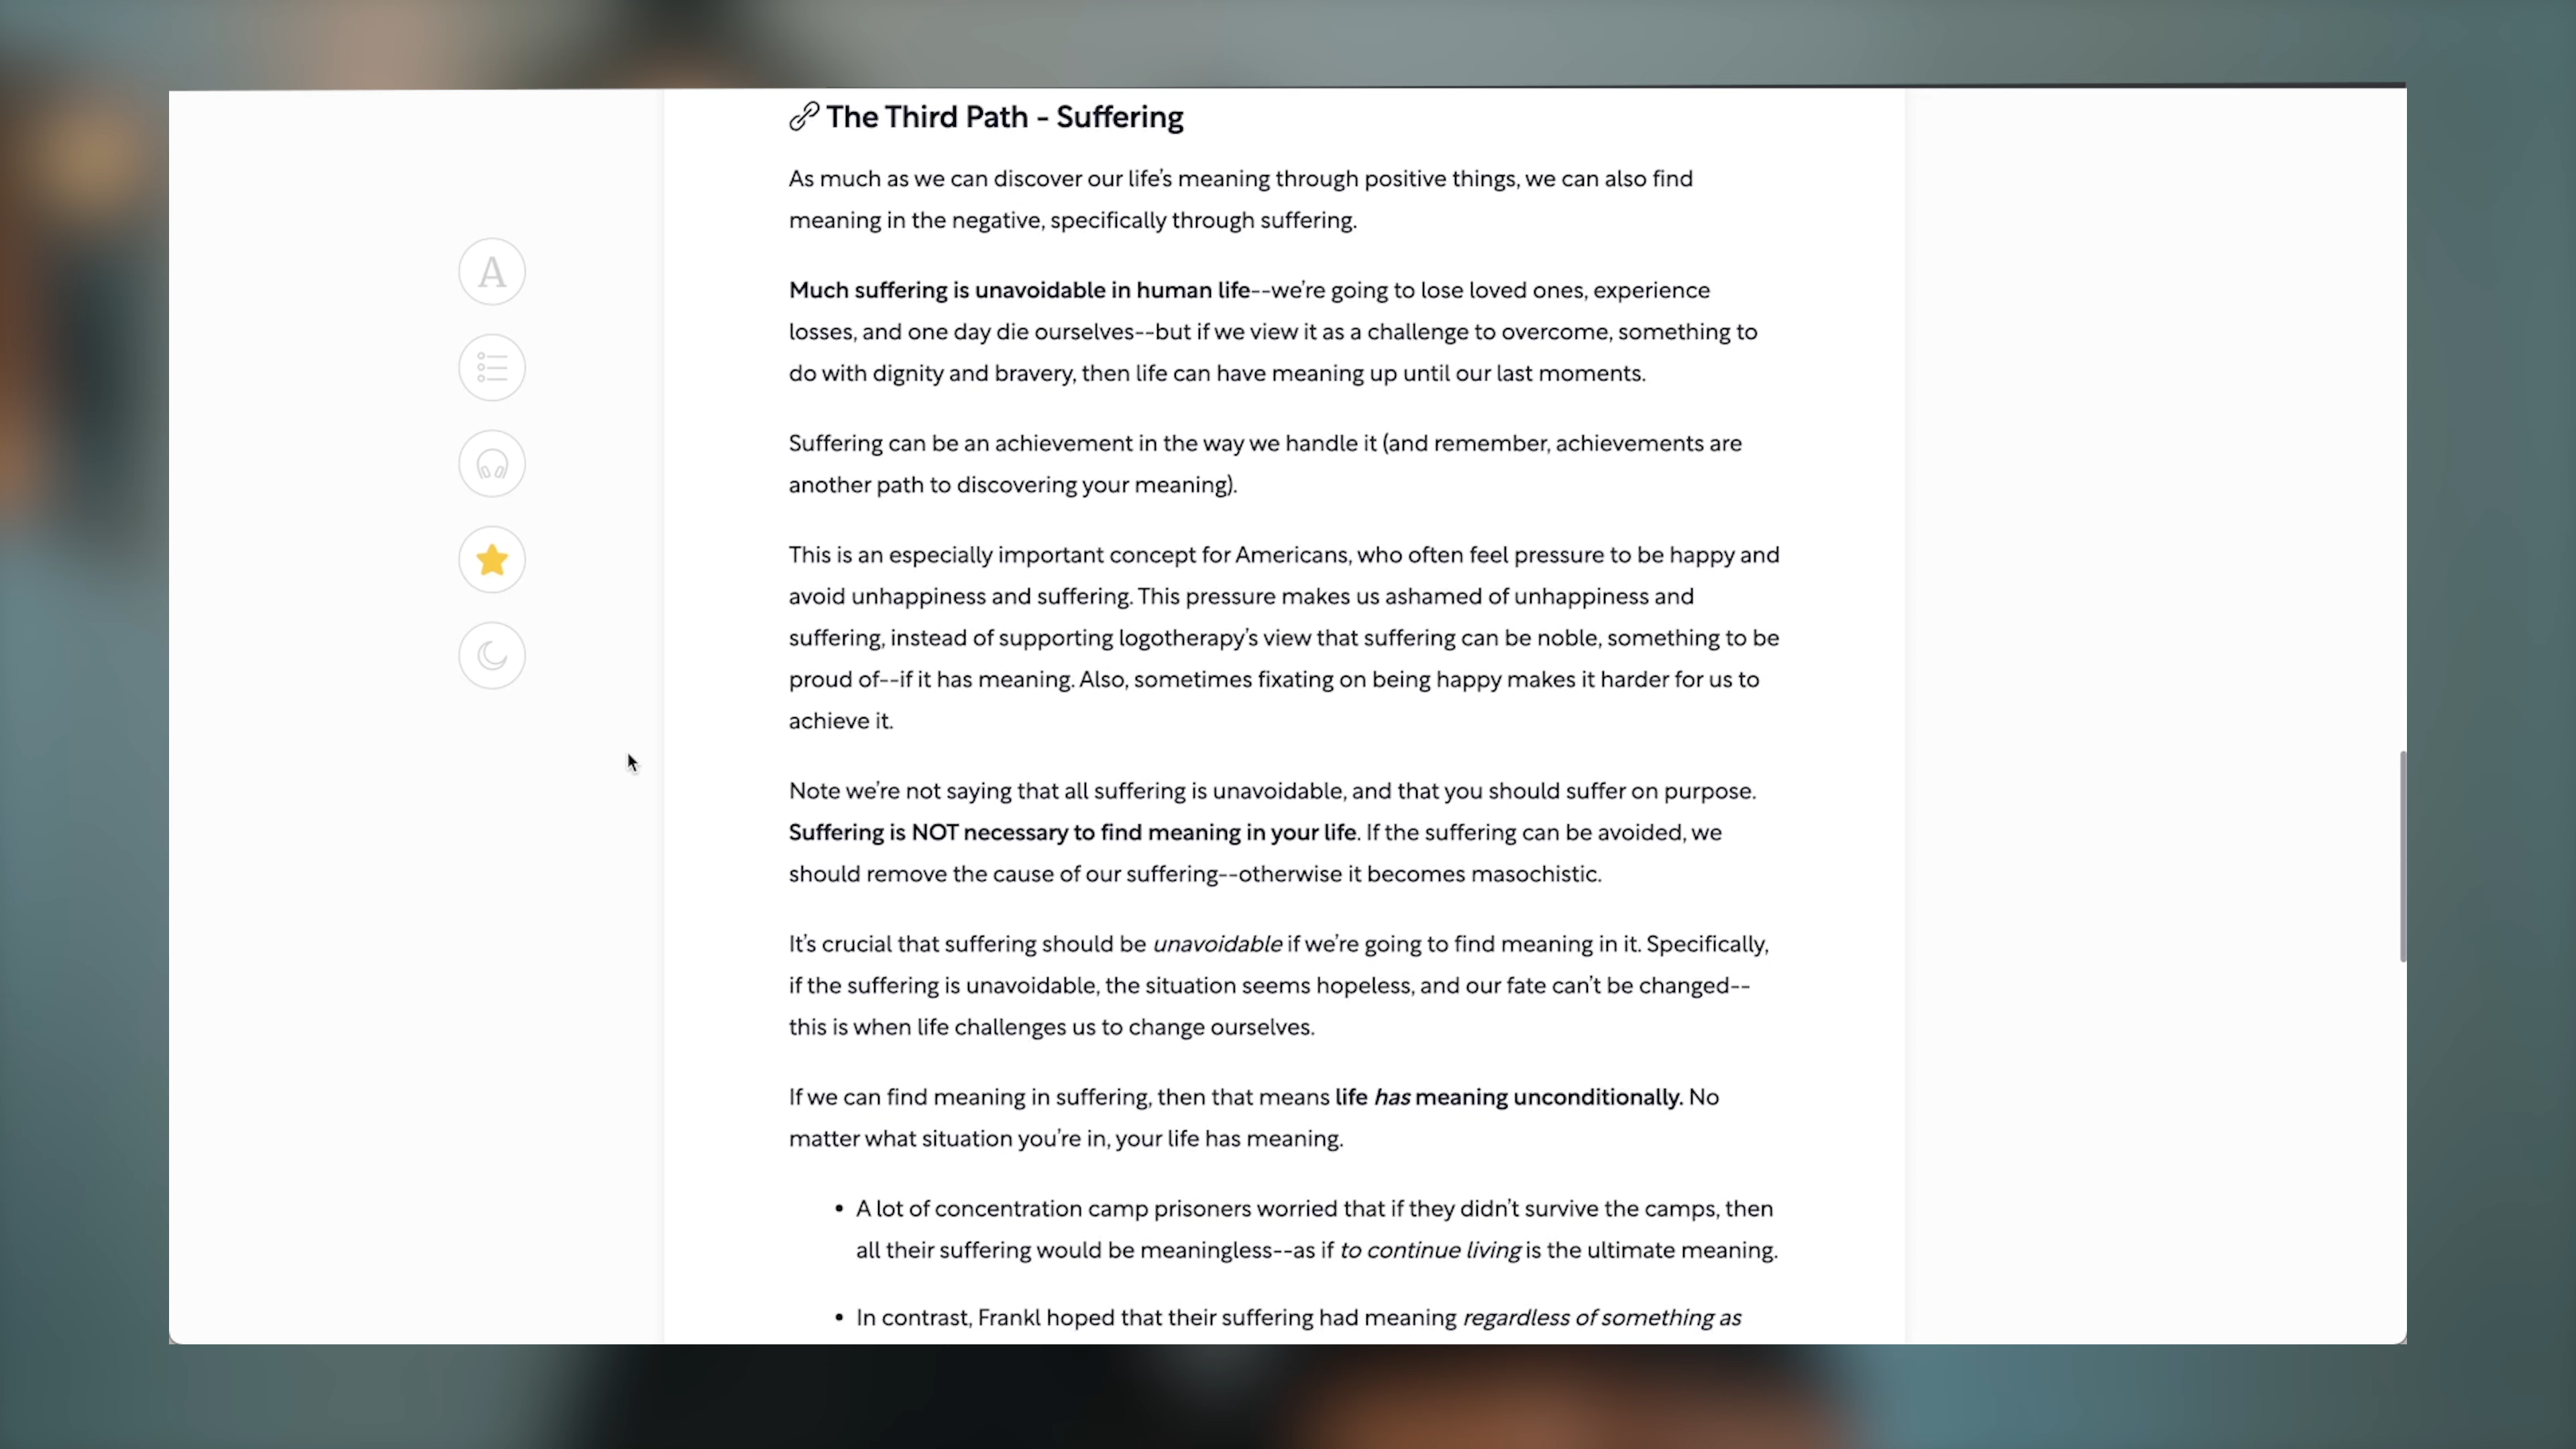 The Third Path - Suffering
As much as we can discover our life's meaning through positive things, we can also find
meaning in the negative, specifically through suffering.
Much suffering is unavoidable in human life--we're going to lose loved ones, experience
losses, and one day die ourselves--but if we view it as a challenge to overcome, something to
do with dignity and bravery, then life can have meaning up until our last moments.
Suffering can be an achievement in the way we handle it (and remember, achievements are
another path to discovering your meaning).
This is an especially important concept for Americans, who often feel pressure to be happy and
avoid unhappiness and suffering. This pressure makes us ashamed of unhappiness and
suffering, instead of supporting logotherapy's view that suffering can be noble, something to be
proud of--if it has meaning. Also, sometimes fixating on being happy makes it harder for us to
achieve it.
Note we're not saying that all suffering is unavoidable, and that you should suffer on purpose.
Suffering is NOT necessary to find meaning in your life. If the suffering can be avoided, we
should remove the cause of our suffering--otherwise it becomes masochistic.
It's crucial that suffering should be unavoidable if we're going to find meaning in it. Specifically,
if the suffering is unavoidable, the situation seems hopeless, and our fate can't be changed--
this is when life challenges us to change ourselves.
If we can find meaning in suffering, then that means life has meaning unconditionally. No
matter what situation you're in, your life has meaning.
• A lot of concentration camp prisoners worried that if they didn't survive the camps, then
all their suffering would be meaningless--as if to continue living is the ultimate meaning.
• In contrast, Frankl hoped that their suffering had meaning regardless of something as
A